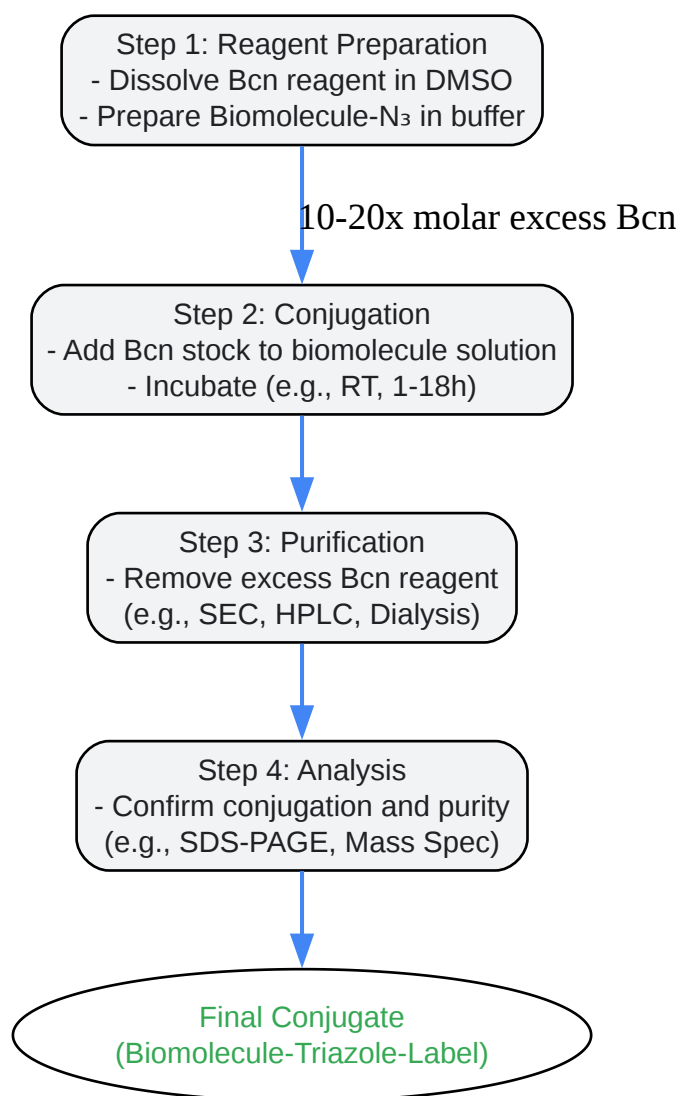 Step 1: Reagent Preparation
- Dissolve Bcn reagent in DMSO
- Prepare Biomolecule-N₃ in buffer
10-20x molar excess Bcn
Step 2: Conjugation
- Add Bcn stock to biomolecule solution
- Incubate (e.g., RT, 1-18h)
Step 3: Purification
- Remove excess Bcn reagent
(e.g., SEC, HPLC, Dialysis)
Step 4: Analysis
- Confirm conjugation and purity
(e.g., SDS-PAGE, Mass Spec)
Final Conjugate
(Biomolecule-Triazole-Label)